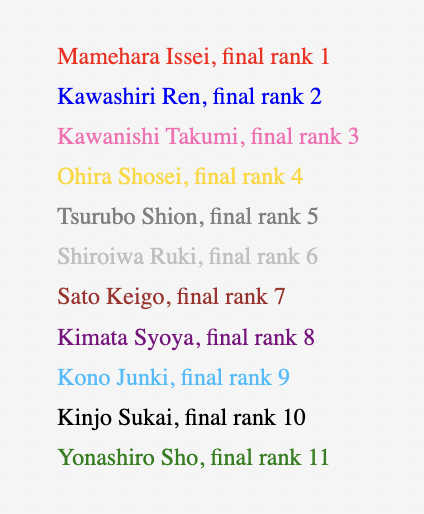 Mamehara Issei, final rank 1
Kawashiri Ren, final rank 2
Kawanishi Takumi, final rank 3
Ohira Shosei, final rank 4
Tsurubo Shion, final rank 5
Shiroiwa Ruki, final rank 6
Sato Keigo, final rank 7
Kimata Syoya, final rank 8
Kono Junki, final rank 9
Kinjo Sukai, final rank 10
Yonashiro Sho, final rank 11